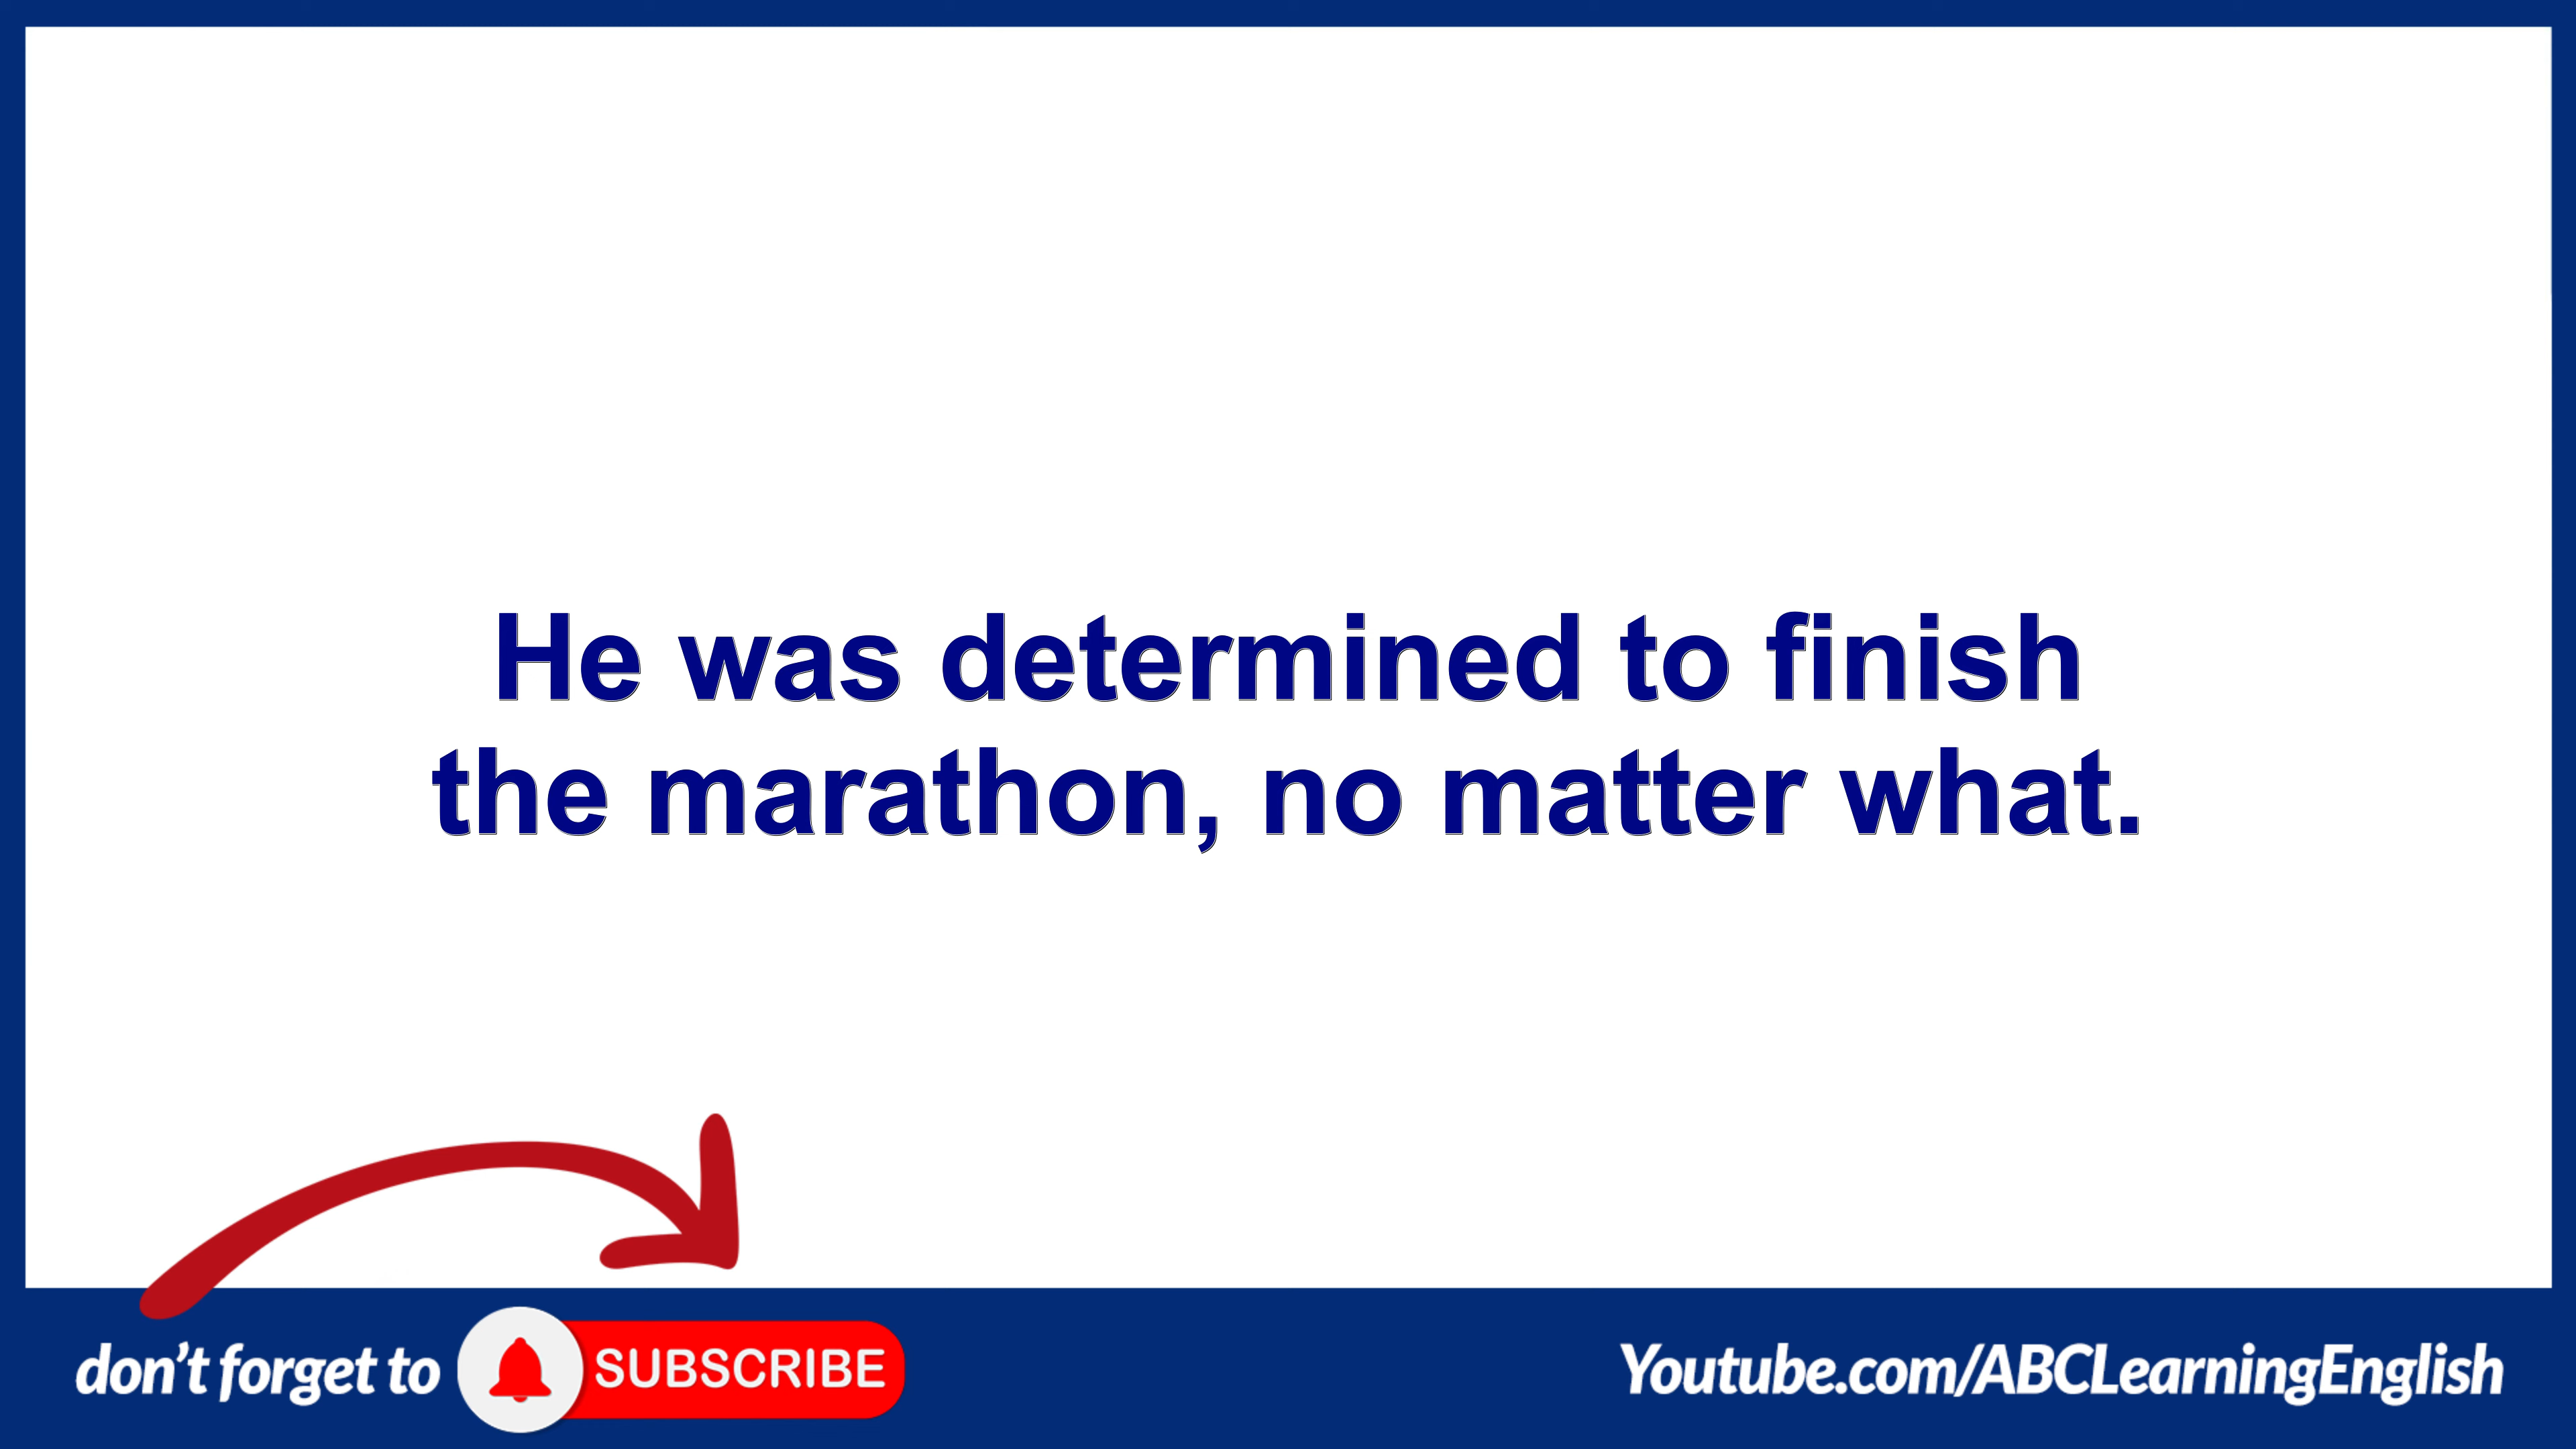 He was determined to finish
the marathon, no matter what.
don't forget to SUBSCRIBE
Youtube.com/ABCLearningEnglish